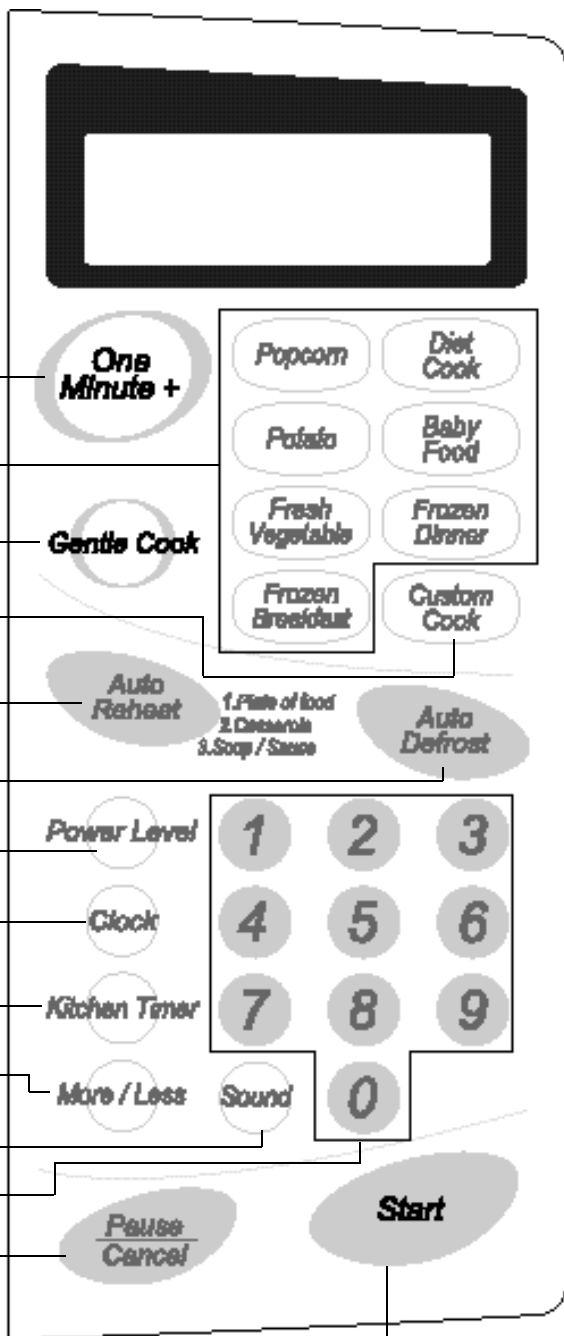 One
Minute +
Popcorn
Diet
Cook
Potato
Baby
Food
Gentle Cook
Fresh
Vegetable
Frozen
Dinner
Frozen
Breakfast
Custom
Cook
Auto
Reheat
1.Plate of food
2.Casserole
3.Soup / Sauce
Auto
Defrost
Power Level
1
2
3
Clock
4
5
6
Kitchen Timer
7
8
9
More / Less
Sound
0
Pause
Cancel
Start